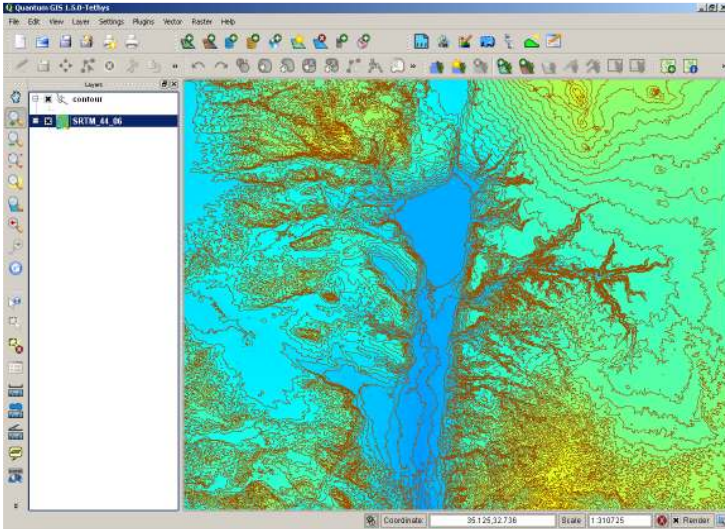 Quantum GIS 1.5.0-Tethys
File Edit View Layer Settings Plugins Vector Raster Help
Layers
contour
SRTM_44_06
Coordinate: 35.125,32.736 Scale 1:310725 Render